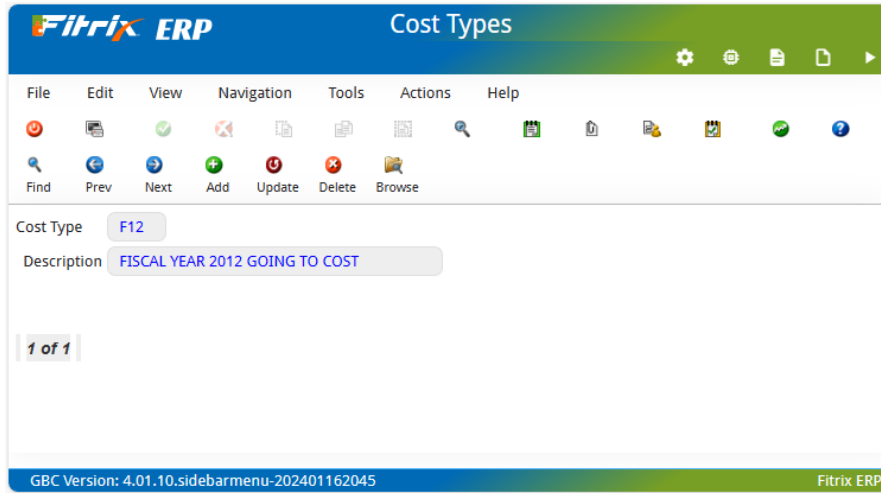 Fitrix ERP Cost Types
File Edit View Navigation Tools Actions Help
Find Prev Next Add Update Delete Browse
Cost Type F12
Description FISCAL YEAR 2012 GOING TO COST
1 of 1
GBC Version: 4.01.10.sidebarmenu-202401162045 Fitrix ERP